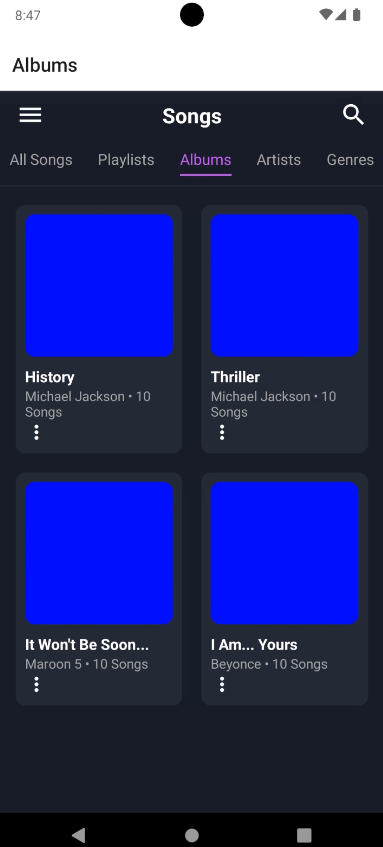 8:47
Albums
Songs
All Songs Playlists Albums Artists Genres
History
Michael Jackson • 10
Songs
Thriller
Michael Jackson • 10
Songs
It Won't Be Soon...
Maroon 5 • 10 Songs
I Am... Yours
Beyonce • 10 Songs